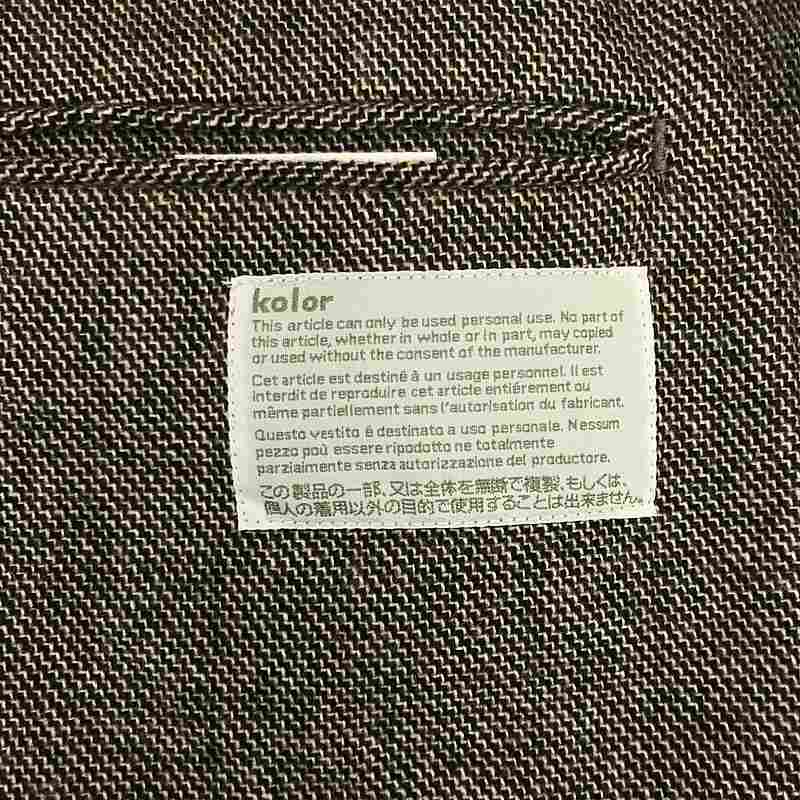 kolor
This article can only be used personal use. No part of
this article, whether in whole or in part, may copied
or used without the consent of the manufacturer.
Cet article est destiné à un usage personnel. Il est
interdit de reproduire cet article entiérement ou
même partiellement sans l'autorisation du fabricant.
Questo vestito é destinato a uso personale. Nessum
pezzo poù essere ripodotto ne totalmente
parzialmente senza autorizzazione del productore.
この製品の一部、又は全体を無断で複製、もしくは、
個人の着用以外の目的で使用することは出来ません。